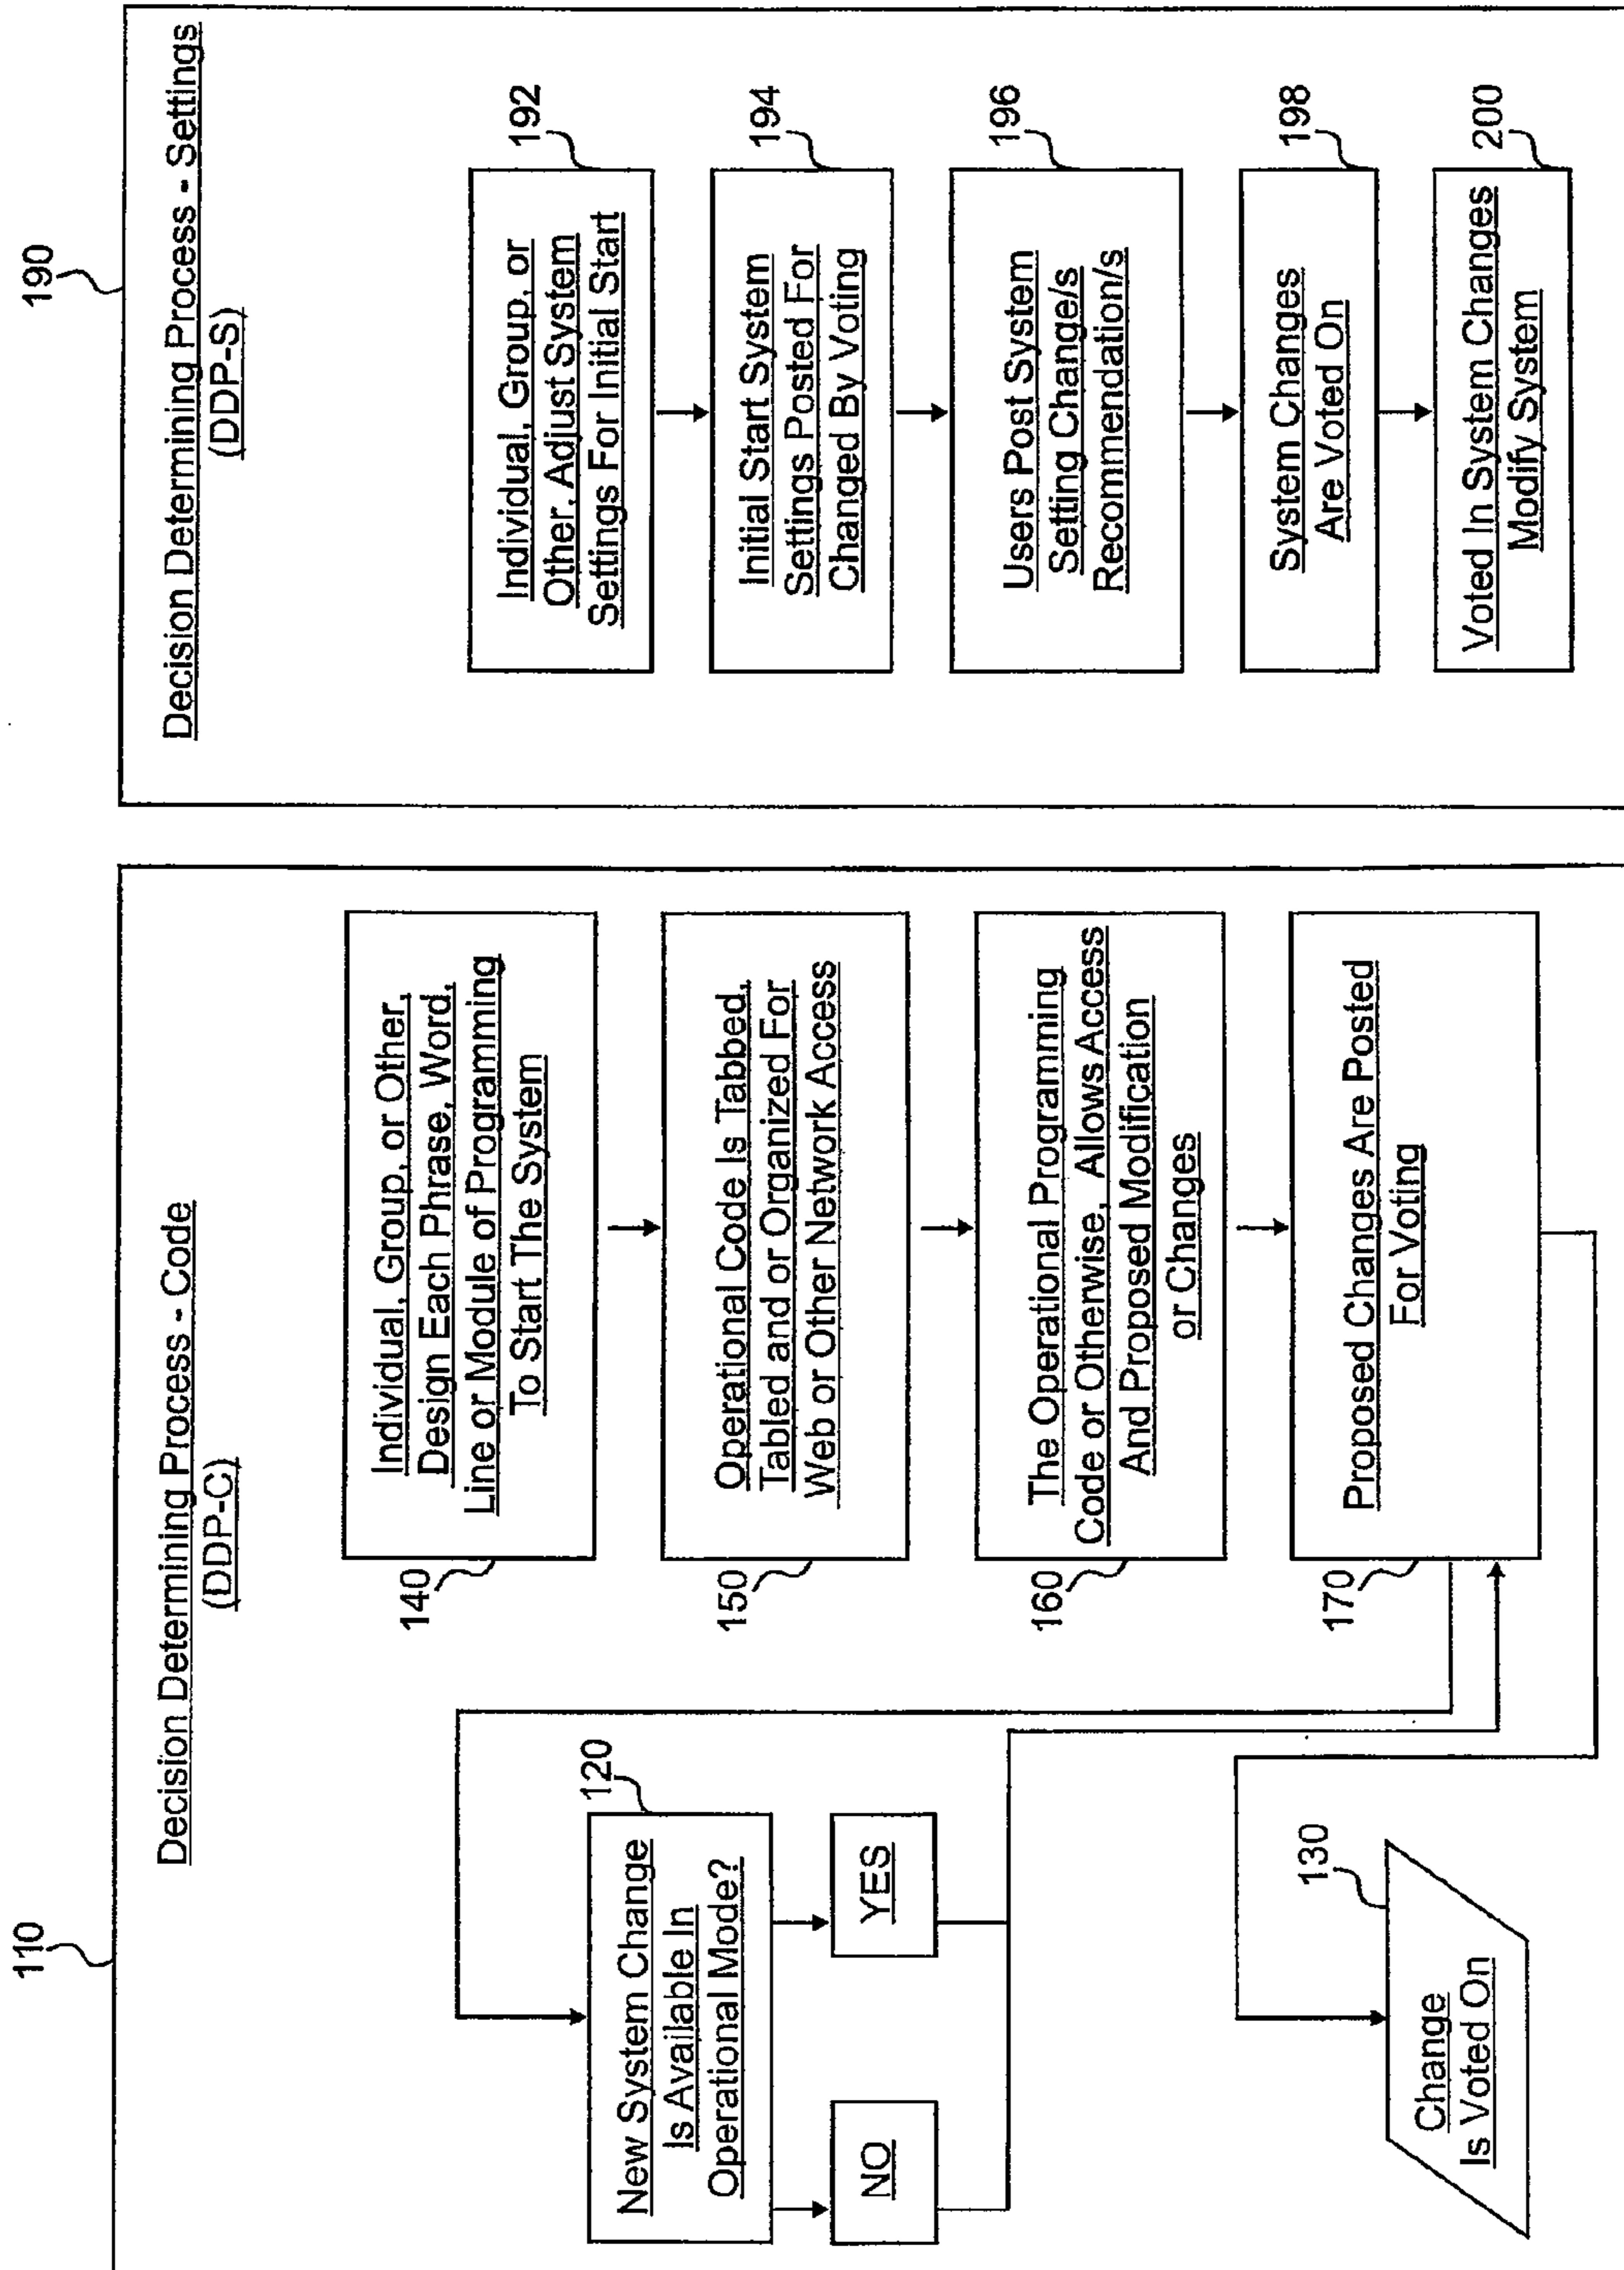 110
Decision Determining Process - Code
(DDP-C)
140
Individual, Group, or Other,
Design Each Phrase, Word,
Line or Module of Programming
To Start The System
150
Operational Code Is Tabbed,
Tabled and or Organized For
Web or Other Network Access
160
The Operational Programming
Code or Otherwise, Allows Access
And Proposed Modification
or Changes
170
Proposed Changes Are Posted
For Voting
120
New System Change
Is Available In
Operational Mode?
NO
YES
130
Change
Is Voted On
190
Decision Determining Process - Settings
(DDP-S)
192
Individual, Group, or
Other, Adjust System
Settings For Initial Start
194
Initial Start System
Settings Posted For
Changed By Voting
196
Users Post System
Setting Change/s
Recommendation/s
198
System Changes
Are Voted On
200
Voted In System Changes
Modify System